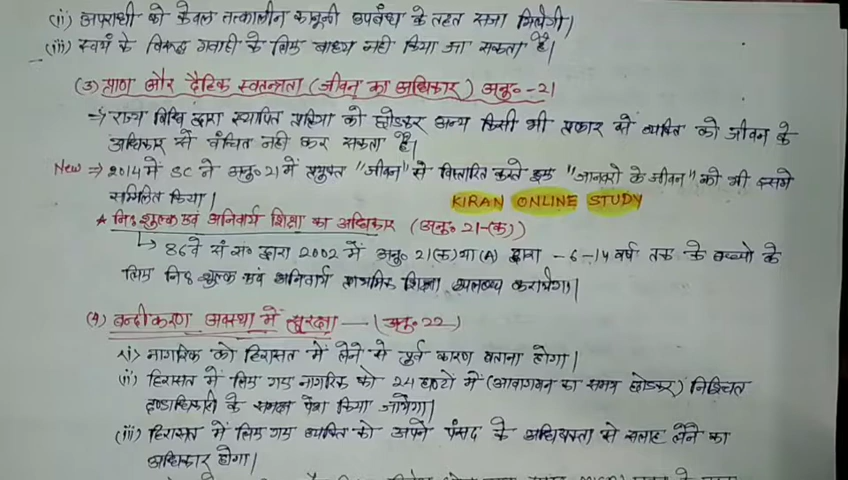 (ii) अपराधी को केवल तत्कालीन कानूनी उपबंध के तहत सजा मिलेगी।
(iii) स्वयं के विरुद्ध गवाही के लिए बाध्य नही किया जा सकता है।
(3) प्राण और दैहिक स्वतन्त्रता (जीवन का अधिकार) अनु०-21
→ राज्य विधि द्वारा स्थापित प्रक्रिया को छोडकर अन्य किसी भी प्रकार से व्यक्ति को जीवन के
अधिकार से वंचित नही कर सकता है।
New → 2014 में SC ने अनु० 21 में प्रयुक्त "जीवन" से विस्तारित करते हुए "जानवरो के जीवन" को भी इसमे
सम्मिलित किया।
KIRAN ONLINE STUDY
★ निःशुल्क एवं अनिवार्य शिक्षा का अधिकार (अनु० 21-(क))
↳ 86वे सं सं० द्वारा 2002 में अनु० 21(क) या (A) द्वारा - 6-14 वर्ष तक के बच्चो के
लिए निःशुल्क एवं अनिवार्य प्राथमिक शिक्षा उपलब्ध करायेगा।
(4) बन्दीकरण अवस्था में सुरक्षा — (अनु० 22)
(i) नागरिक को हिरासत में लेने से पूर्व कारण बताना होगा।
(ii) हिरासत में लिए गए नागरिक को 24 घण्टो में (आवागमन का समय छोडकर) निश्चित
दण्डाधिकारी के समक्ष पेश किया जायेगा।
(iii) हिरासत में लिए गए व्यक्ति को अपने पंसद के अधिवक्ता से सलाह लेने का
अधिकार होगा।